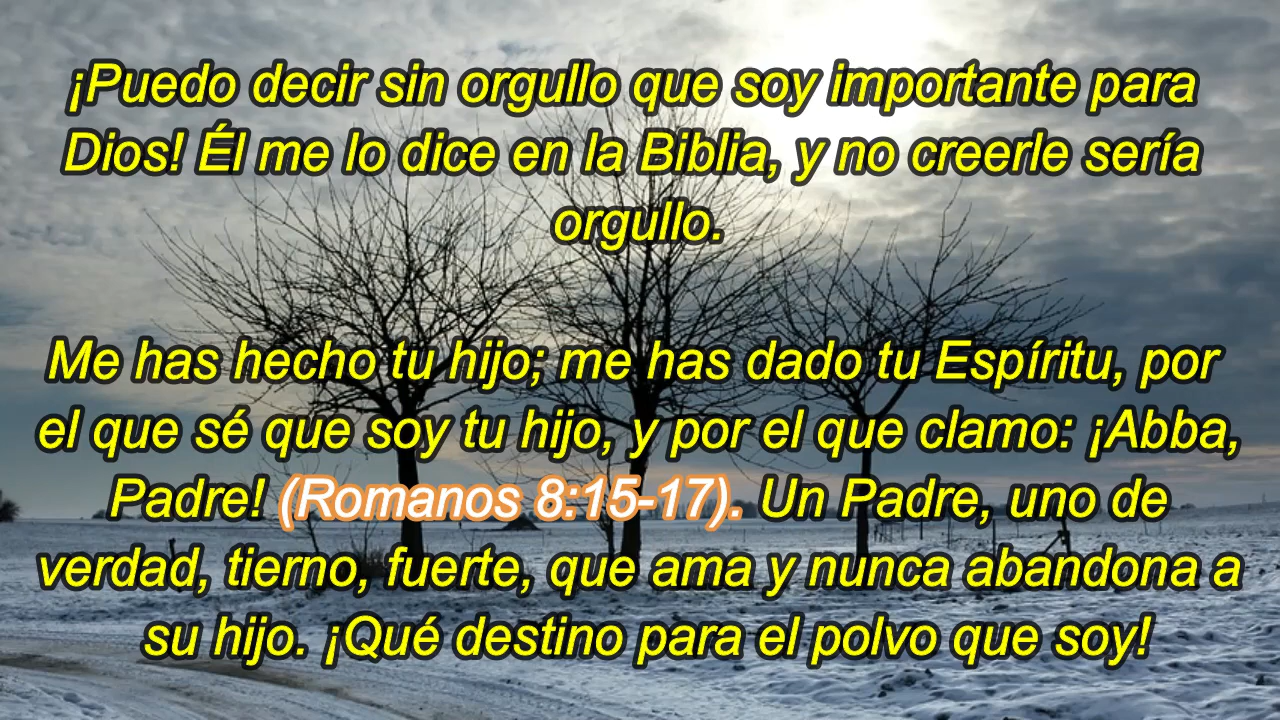 ¡Puedo decir sin orgullo que soy importante para
Dios! Él me lo dice en la Biblia, y no creerle sería
orgullo.
Me has hecho tu hijo; me has dado tu Espíritu, por
el que sé que soy tu hijo, y por el que clamo: ¡Abba,
Padre! (Romanos 8:15-17). Un Padre, uno de
verdad, tierno, fuerte, que ama y nunca abandona a
su hijo. ¡Qué destino para el polvo que soy!